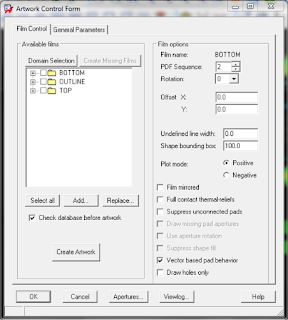 Artwork Control Form
Film Control
General Parameters
Available films
Domain Selection
Create Missing Films
BOTTOM
OUTLINE
TOP
Select all
Add...
Replace...
Check database before artwork
Create Artwork
Film options
Film name: BOTTOM
PDF Sequence: 2
Rotation: 0
Offset X: 0.0
Y: 0.0
Undefined line width: 0.0
Shape bounding box: 100.0
Plot mode: Positive
Negative
Film mirrored
Full contact thermal-reliefs
Suppress unconnected pads
Draw missing pad apertures
Use aperture rotation
Suppress shape fill
Vector based pad behavior
Draw holes only
OK
Cancel
Apertures...
Viewlog...
Help